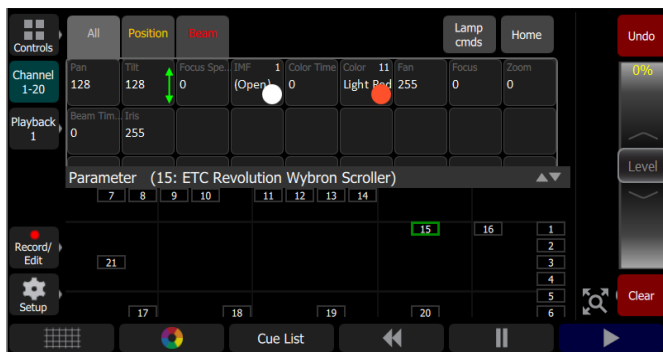 Controls
All
Position
Beam
Lamp cmds
Home
Undo
Channel 1-20
Pan
128
Tilt
128
Focus Spe...
0
IMF 1
(Open)
Color Time
0
Color 11
Light Red
Fan
255
Focus
0
Zoom
0
0%
Playback 1
Beam Tim...
0
Iris
255
Level
Parameter (15: ETC Revolution Wybron Scroller)
7 8 9 10 11 12 13 14
15 16 1
2
Record/ Edit
21 3
4
Setup
5
Clear
17 18 19 20 6
Cue List